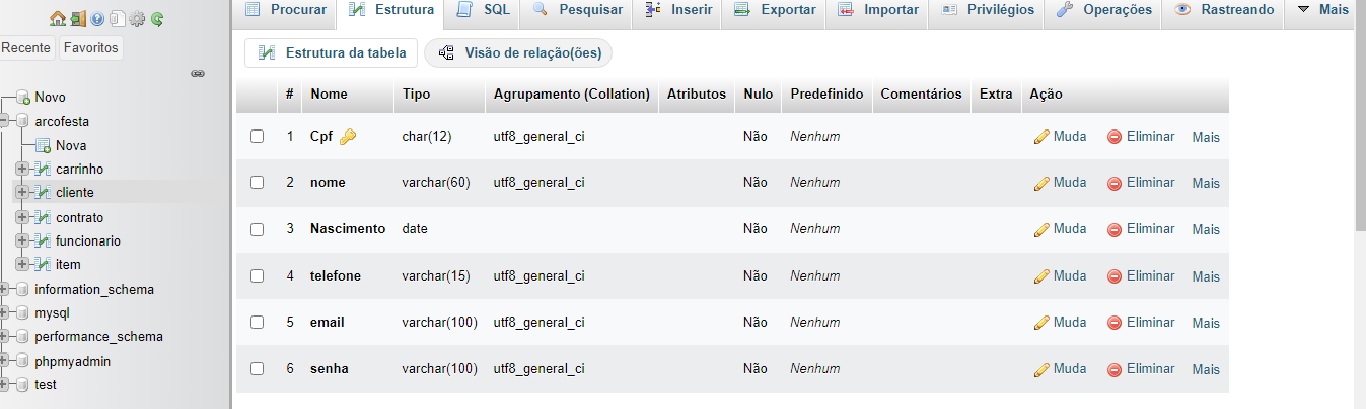 Procurar Estrutura SQL Pesquisar Inserir Exportar Importar Privilégios Operações Rastreando Mais
Recente Favoritos
Estrutura da tabela Visão de relação(ões)
Novo
arcofesta
Nova
carrinho
cliente
contrato
funcionario
item
information_schema
mysql
performance_schema
phpmyadmin
test
# Nome Tipo Agrupamento (Collation) Atributos Nulo Predefinido Comentários Extra Ação
1 Cpf char(12) utf8_general_ci Não Nenhum Muda Eliminar Mais
2 nome varchar(60) utf8_general_ci Não Nenhum Muda Eliminar Mais
3 Nascimento date Não Nenhum Muda Eliminar Mais
4 telefone varchar(15) utf8_general_ci Não Nenhum Muda Eliminar Mais
5 email varchar(100) utf8_general_ci Não Nenhum Muda Eliminar Mais
6 senha varchar(100) utf8_general_ci Não Nenhum Muda Eliminar Mais